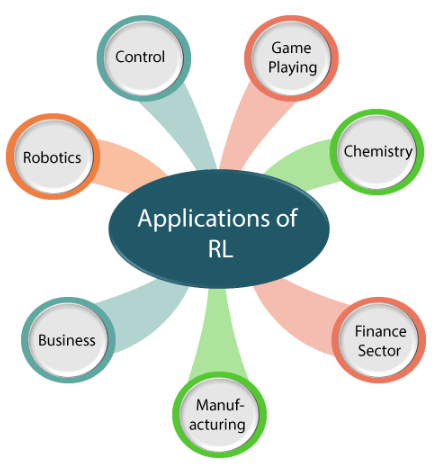 Control
Game
Playing
Robotics
Chemistry
Applications of
RL
Business
Finance
Sector
Manuf-
acturing